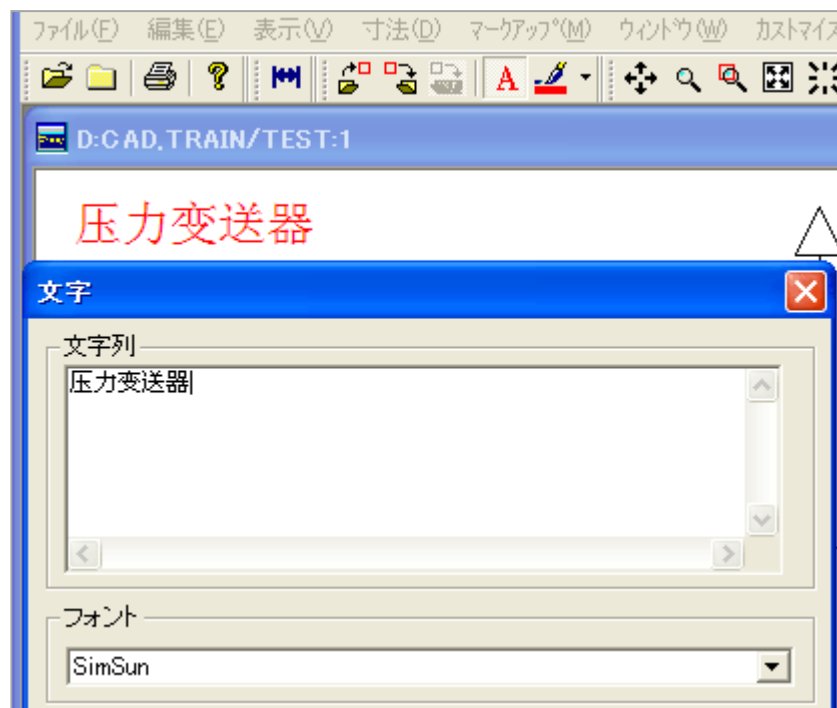 ファイル(F) 編集(E) 表示(V) 寸法(D) マークアップ(M) ウィンドウ(W) カストマイズ
A
D:CAD,TRAIN/TEST:1
压力变送器
文字
文字列
压力变送器
フォント
SimSun